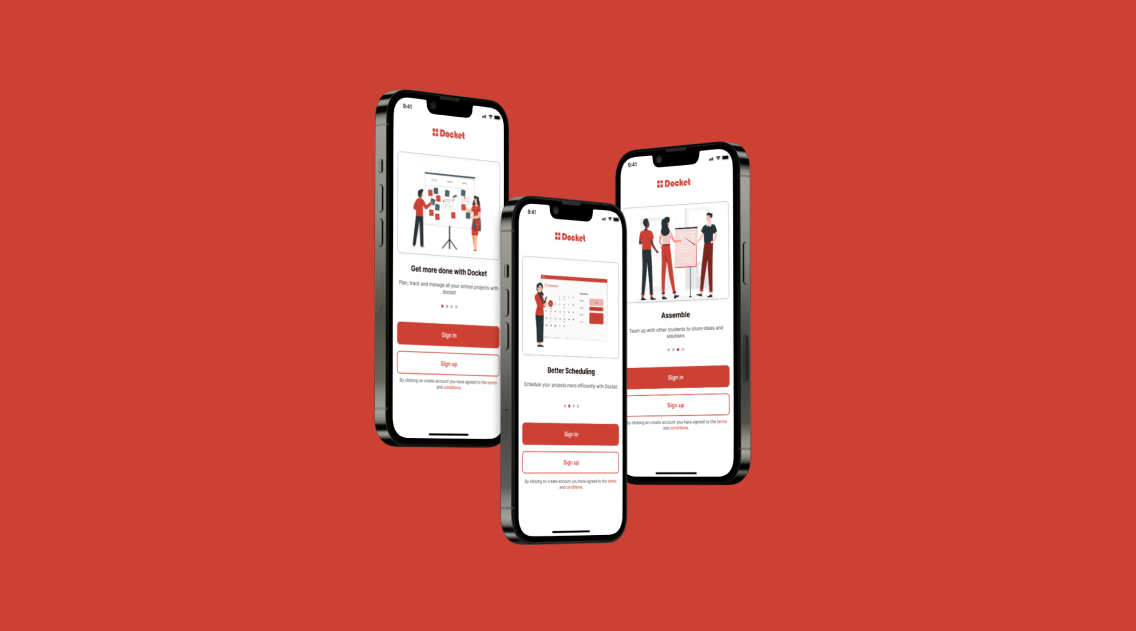 9:41
Docket
Get more done with Docket
Plan, track and manage all your school projects with
docket
Sign in
Sign up
By clicking on create account you have agreed to the terms
and conditions.
9:41
Docket
Better Scheduling
Schedule your projects more efficiently with Docket
Sign in
Sign up
By clicking on create account you have agreed to the terms
and conditions.
9:41
Docket
Assemble
Team up with other students to share ideas and
solutions
Sign in
Sign up
By clicking on create account you have agreed to the terms
and conditions.